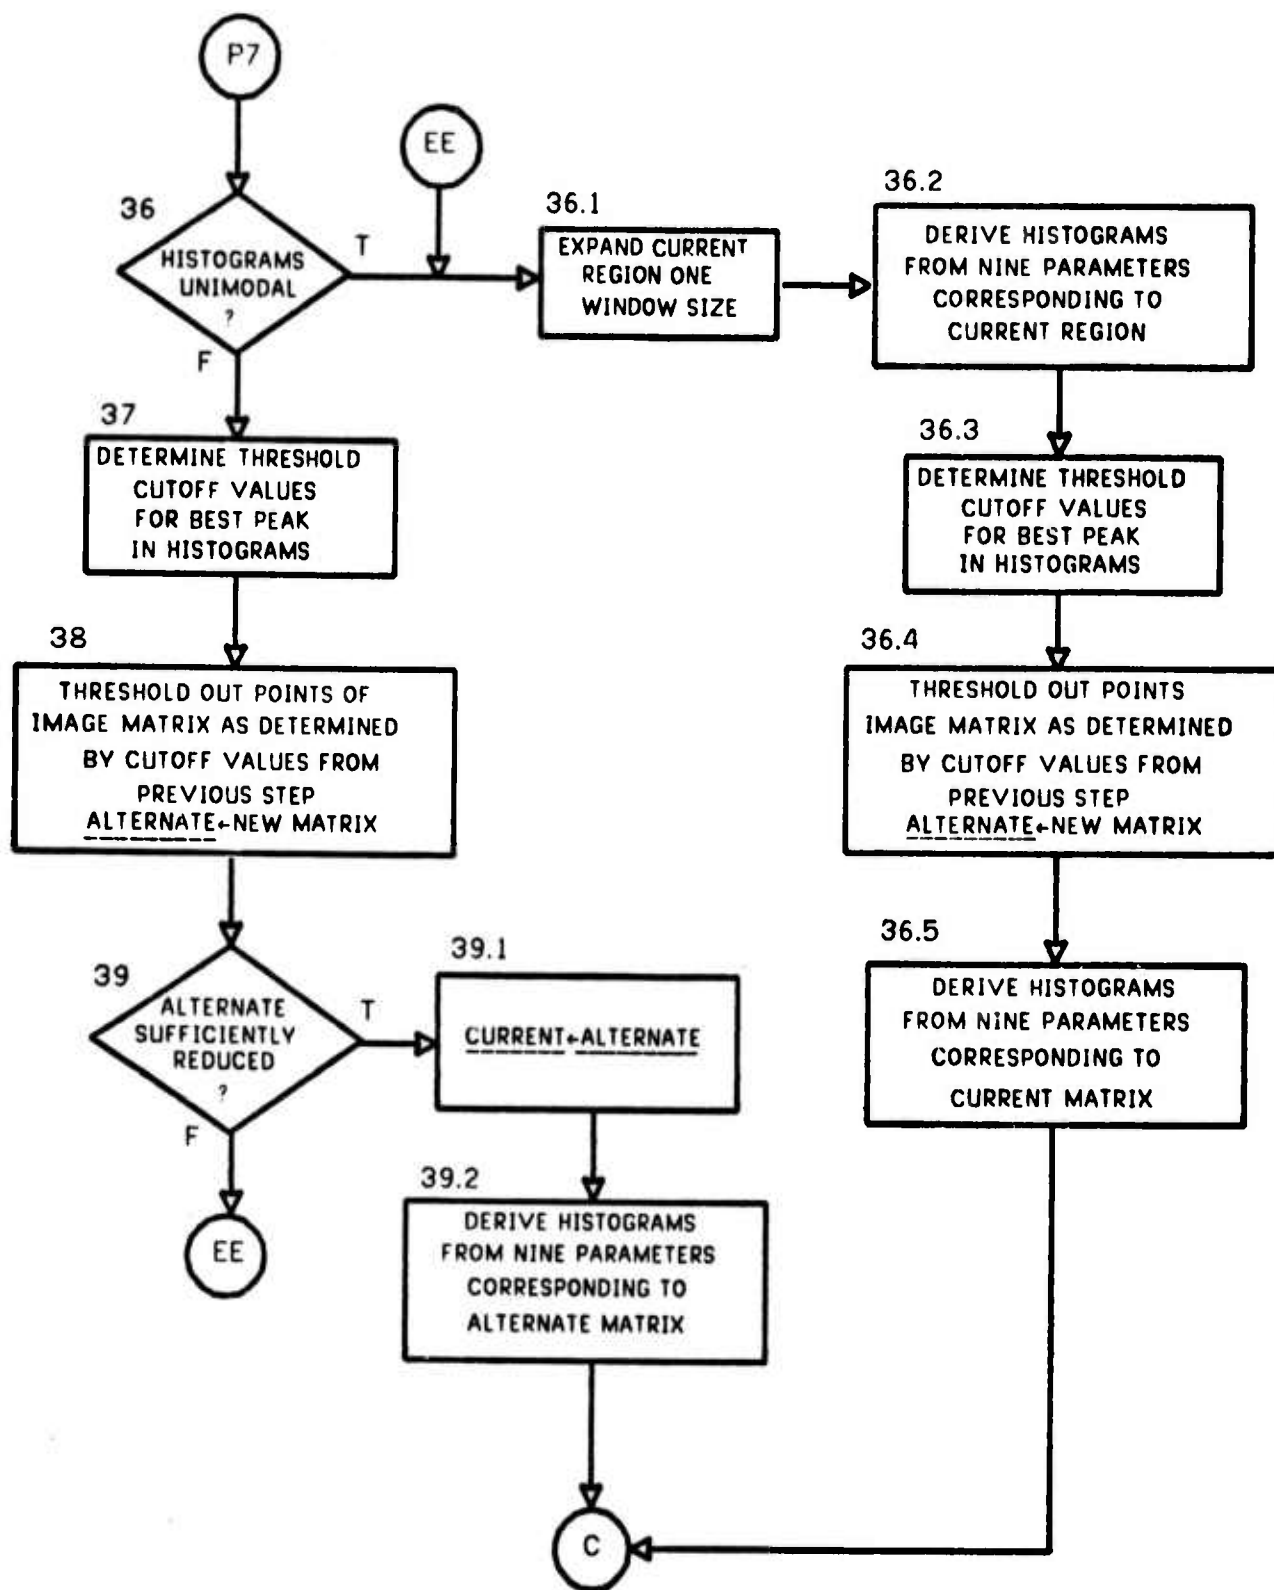 P7
EE
36
HISTOGRAMS
UNIMODAL
?
T
F
36.1
EXPAND CURRENT
REGION ONE
WINDOW SIZE
36.2
DERIVE HISTOGRAMS
FROM NINE PARAMETERS
CORRESPONDING TO
CURRENT REGION
37
DETERMINE THRESHOLD
CUTOFF VALUES
FOR BEST PEAK
IN HISTOGRAMS
36.3
DETERMINE THRESHOLD
CUTOFF VALUES
FOR BEST PEAK
IN HISTOGRAMS
38
THRESHOLD OUT POINTS OF
IMAGE MATRIX AS DETERMINED
BY CUTOFF VALUES FROM
PREVIOUS STEP
ALTERNATE←NEW MATRIX
36.4
THRESHOLD OUT POINTS
IMAGE MATRIX AS DETERMINED
BY CUTOFF VALUES FROM
PREVIOUS STEP
ALTERNATE←NEW MATRIX
39
ALTERNATE
SUFFICIENTLY
REDUCED
?
T
F
39.1
CURRENT←ALTERNATE
36.5
DERIVE HISTOGRAMS
FROM NINE PARAMETERS
CORRESPONDING TO
CURRENT MATRIX
EE
39.2
DERIVE HISTOGRAMS
FROM NINE PARAMETERS
CORRESPONDING TO
ALTERNATE MATRIX
C